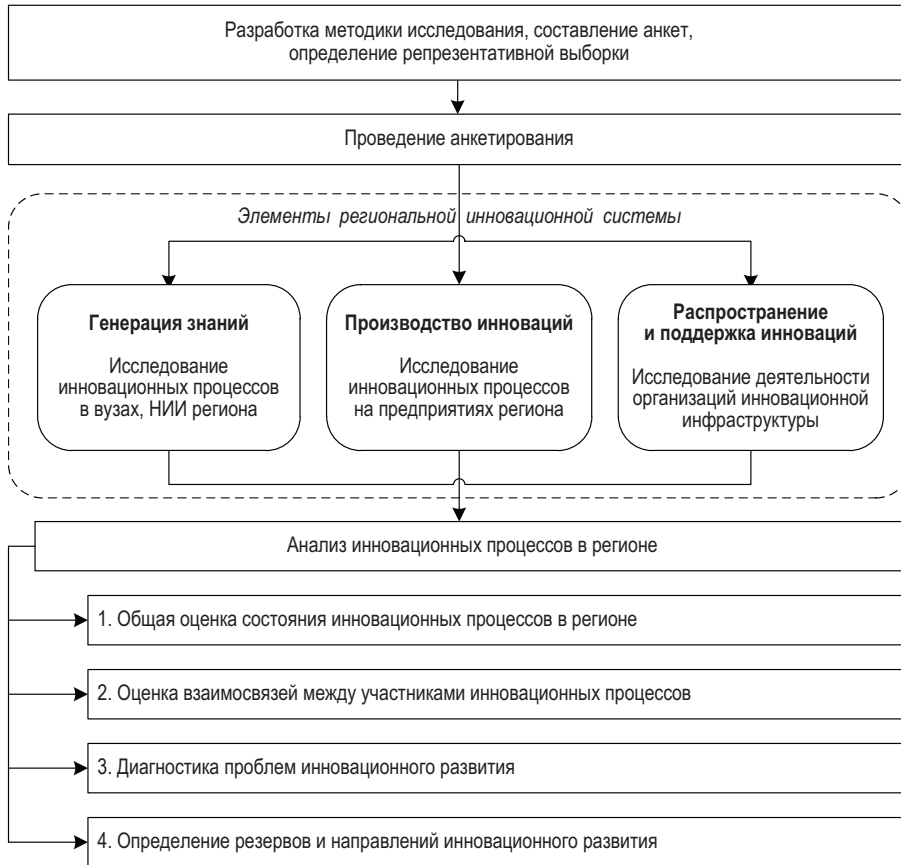 Разработка методики исследования, составление анкет,
определение репрезентативной выборки
Проведение анкетирования
Элементы региональной инновационной системы
Генерация знаний
Исследование
инновационных процессов
в вузах, НИИ региона
Производство инноваций
Исследование
инновационных процессов
на предприятиях региона
Распространение
и поддержка инноваций
Исследование деятельности
организаций инновационной
инфраструктуры
Анализ инновационных процессов в регионе
1. Общая оценка состояния инновационных процессов в регионе
2. Оценка взаимосвязей между участниками инновационных процессов
3. Диагностика проблем инновационного развития
4. Определение резервов и направлений инновационного развития